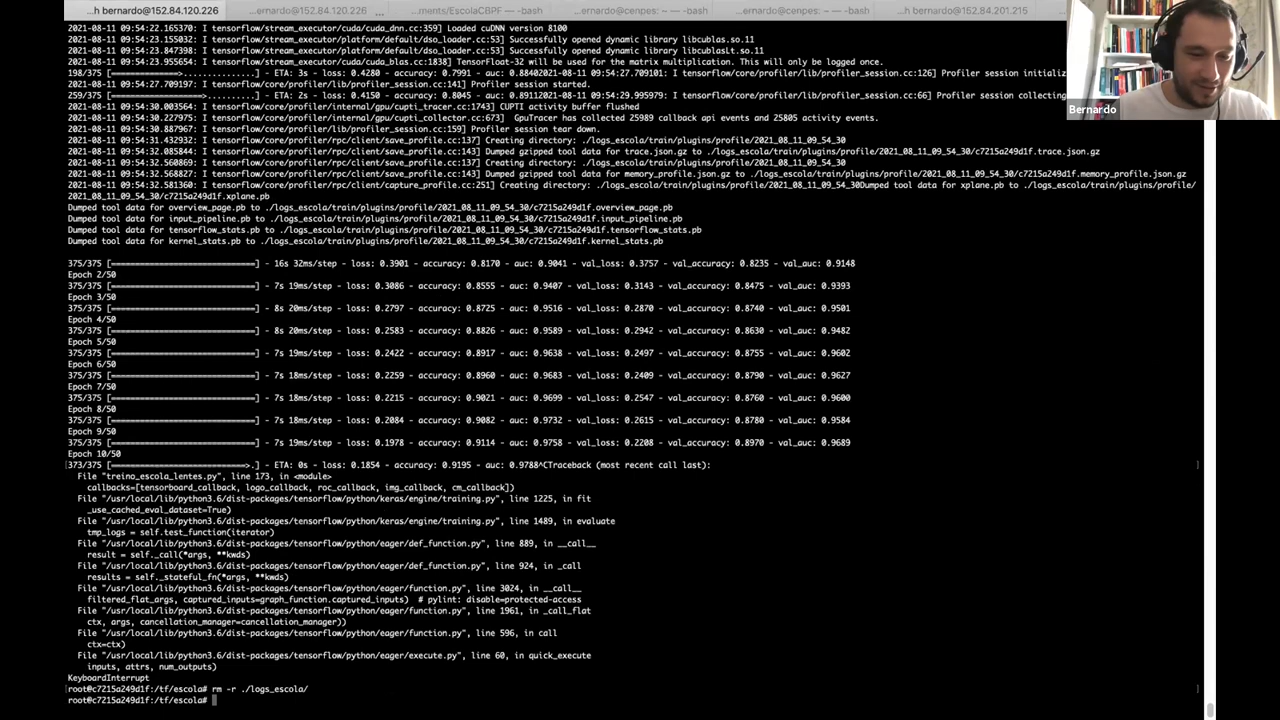 ...h bernardo@152.84.120.226
...ernardo@152.84.120.226
...
...ments/EscolaCBPF — -bash
...ernardo@cenpes: ~ — -bash
...ernardo@cenpes: ~ — -bash
...h bernardo@152.84.201.215
2021-08-11 09:54:22.165370: I tensorflow/stream_executor/cuda/cuda_dnn.cc:359] Loaded cuDNN version 8100
2021-08-11 09:54:23.155032: I tensorflow/stream_executor/platform/default/dso_loader.cc:53] Successfully opened dynamic library libcublas.so.11
2021-08-11 09:54:23.847398: I tensorflow/stream_executor/platform/default/dso_loader.cc:53] Successfully opened dynamic library libcublasLt.so.11
2021-08-11 09:54:23.955654: I tensorflow/stream_executor/cuda/cuda_blas.cc:1838] TensorFloat-32 will be used for the matrix multiplication. This will only be logged once.
198/375 [==============>..............] - ETA: 3s - loss: 0.4280 - accuracy: 0.7991 - auc: 0.88402021-08-11 09:54:27.709101: I tensorflow/core/profiler/lib/profiler_session.cc:126] Profiler session initializ
2021-08-11 09:54:27.709197: I tensorflow/core/profiler/lib/profiler_session.cc:141] Profiler session started.
259/375 [===================>..........] - ETA: 2s - loss: 0.4150 - accuracy: 0.8045 - auc: 0.89112021-08-11 09:54:29.995979: I tensorflow/core/profiler/lib/profiler_session.cc:66] Profiler session collecting
2021-08-11 09:54:30.003564: I tensorflow/core/profiler/internal/gpu/cupti_tracer.cc:1743] CUPTI activity buffer flushed
2021-08-11 09:54:30.227975: I tensorflow/core/profiler/internal/gpu/cupti_collector.cc:673]  GpuTracer has collected 25989 callback api events and 25805 activity events.
2021-08-11 09:54:30.887967: I tensorflow/core/profiler/lib/profiler_session.cc:159] Profiler session tear down.
2021-08-11 09:54:31.432932: I tensorflow/core/profiler/rpc/client/save_profile.cc:137] Creating directory: ./logs_escola/train/plugins/profile/2021_08_11_09_54_30
2021-08-11 09:54:32.085844: I tensorflow/core/profiler/rpc/client/save_profile.cc:143] Dumped gzipped tool data for trace.json.gz to ./logs_escola/train/plugins/profile/2021_08_11_09_54_30/c7215a249d1f.trace.json.gz
2021-08-11 09:54:32.560869: I tensorflow/core/profiler/rpc/client/save_profile.cc:137] Creating directory: ./logs_escola/train/plugins/profile/2021_08_11_09_54_30
2021-08-11 09:54:32.568827: I tensorflow/core/profiler/rpc/client/save_profile.cc:143] Dumped gzipped tool data for memory_profile.json.gz to ./logs_escola/train/plugins/profile/2021_08_11_09_54_30/c7215a249d1f.memory_profile.json.gz
2021-08-11 09:54:32.581360: I tensorflow/core/profiler/rpc/client/capture_profile.cc:251] Creating directory: ./logs_escola/train/plugins/profile/2021_08_11_09_54_30Dumped tool data for xplane.pb to ./logs_escola/train/plugins/profile/
2021_08_11_09_54_30/c7215a249d1f.xplane.pb
Dumped tool data for overview_page.pb to ./logs_escola/train/plugins/profile/2021_08_11_09_54_30/c7215a249d1f.overview_page.pb
Dumped tool data for input_pipeline.pb to ./logs_escola/train/plugins/profile/2021_08_11_09_54_30/c7215a249d1f.input_pipeline.pb
Dumped tool data for tensorflow_stats.pb to ./logs_escola/train/plugins/profile/2021_08_11_09_54_30/c7215a249d1f.tensorflow_stats.pb
Dumped tool data for kernel_stats.pb to ./logs_escola/train/plugins/profile/2021_08_11_09_54_30/c7215a249d1f.kernel_stats.pb
375/375 [==============================] - 16s 32ms/step - loss: 0.3901 - accuracy: 0.8170 - auc: 0.9041 - val_loss: 0.3757 - val_accuracy: 0.8235 - val_auc: 0.9148
Epoch 2/50
375/375 [==============================] - 7s 19ms/step - loss: 0.3086 - accuracy: 0.8555 - auc: 0.9407 - val_loss: 0.3143 - val_accuracy: 0.8475 - val_auc: 0.9393
Epoch 3/50
375/375 [==============================] - 8s 20ms/step - loss: 0.2797 - accuracy: 0.8725 - auc: 0.9516 - val_loss: 0.2870 - val_accuracy: 0.8740 - val_auc: 0.9501
Epoch 4/50
375/375 [==============================] - 8s 20ms/step - loss: 0.2583 - accuracy: 0.8826 - auc: 0.9589 - val_loss: 0.2942 - val_accuracy: 0.8630 - val_auc: 0.9482
Epoch 5/50
375/375 [==============================] - 7s 19ms/step - loss: 0.2422 - accuracy: 0.8917 - auc: 0.9638 - val_loss: 0.2497 - val_accuracy: 0.8755 - val_auc: 0.9602
Epoch 6/50
375/375 [==============================] - 7s 18ms/step - loss: 0.2259 - accuracy: 0.8960 - auc: 0.9683 - val_loss: 0.2409 - val_accuracy: 0.8790 - val_auc: 0.9627
Epoch 7/50
375/375 [==============================] - 7s 18ms/step - loss: 0.2215 - accuracy: 0.9021 - auc: 0.9699 - val_loss: 0.2547 - val_accuracy: 0.8760 - val_auc: 0.9600
Epoch 8/50
375/375 [==============================] - 7s 18ms/step - loss: 0.2084 - accuracy: 0.9082 - auc: 0.9732 - val_loss: 0.2615 - val_accuracy: 0.8780 - val_auc: 0.9584
Epoch 9/50
375/375 [==============================] - 7s 19ms/step - loss: 0.1978 - accuracy: 0.9114 - auc: 0.9758 - val_loss: 0.2208 - val_accuracy: 0.8970 - val_auc: 0.9689
Epoch 10/50
373/375 [============================>.] - ETA: 0s - loss: 0.1854 - accuracy: 0.9195 - auc: 0.9788^CTraceback (most recent call last):
File "treino_escola_lentes.py", line 173, in <module>
callbacks=[tensorboard_callback, logo_callback, roc_callback, img_callback, cm_callback])
File "/usr/local/lib/python3.6/dist-packages/tensorflow/python/keras/engine/training.py", line 1225, in fit
_use_cached_eval_dataset=True)
File "/usr/local/lib/python3.6/dist-packages/tensorflow/python/keras/engine/training.py", line 1489, in evaluate
tmp_logs = self.test_function(iterator)
File "/usr/local/lib/python3.6/dist-packages/tensorflow/python/eager/def_function.py", line 889, in __call__
result = self._call(*args, **kwds)
File "/usr/local/lib/python3.6/dist-packages/tensorflow/python/eager/def_function.py", line 924, in _call
results = self._stateful_fn(*args, **kwds)
File "/usr/local/lib/python3.6/dist-packages/tensorflow/python/eager/function.py", line 3024, in __call__
filtered_flat_args, captured_inputs=graph_function.captured_inputs)  # pylint: disable=protected-access
File "/usr/local/lib/python3.6/dist-packages/tensorflow/python/eager/function.py", line 1961, in _call_flat
ctx, args, cancellation_manager=cancellation_manager))
File "/usr/local/lib/python3.6/dist-packages/tensorflow/python/eager/function.py", line 596, in call
ctx=ctx)
File "/usr/local/lib/python3.6/dist-packages/tensorflow/python/eager/execute.py", line 60, in quick_execute
inputs, attrs, num_outputs)
KeyboardInterrupt
root@c7215a249d1f:/tf/escola# rm -r ./logs_escola/
root@c7215a249d1f:/tf/escola#
Bernardo